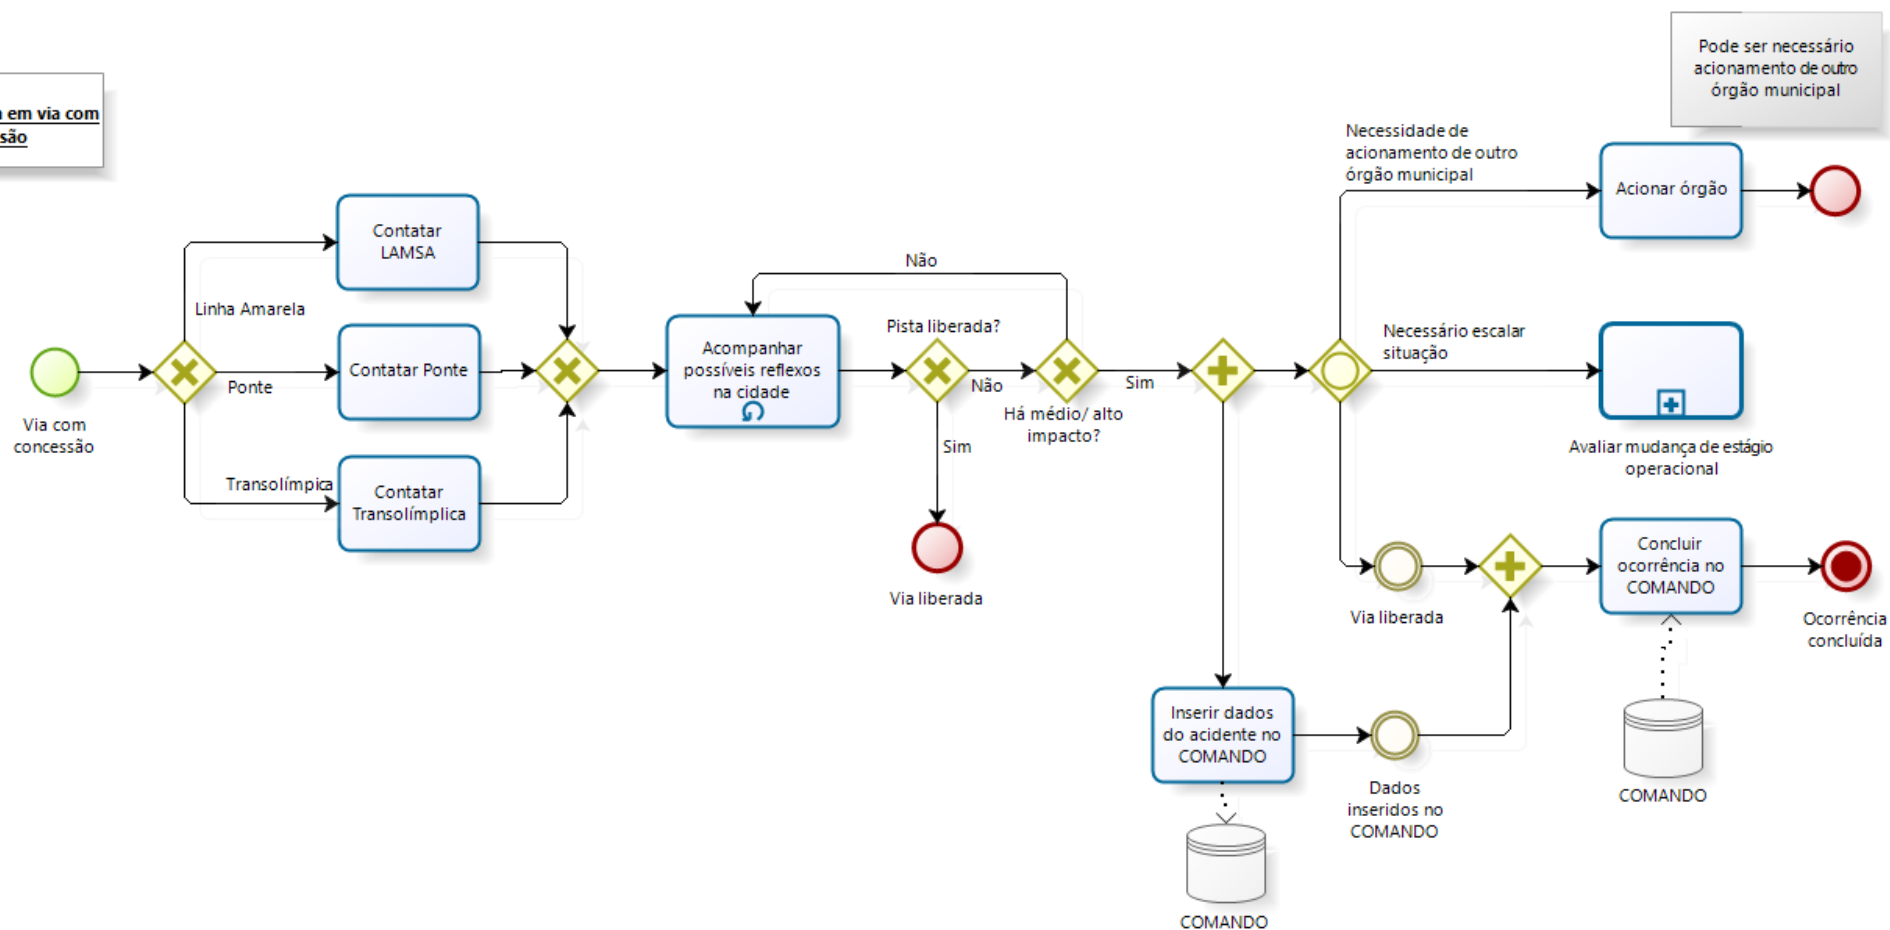 em via com
são
Pode ser necessário
acionamento de outro
órgão municipal
Necessidade de
acionamento de outro
órgão municipal
Acionar órgão
Contatar
LAMSA
Linha Amarela
Contatar Ponte
Ponte
Transolímpica
Contatar
Transolímplica
Via com
concessão
Acompanhar
possíveis reflexos
na cidade
Não
Pista liberada?
Não
Sim
Via liberada
Há médio/ alto
impacto?
Sim
Necessário escalar
situação
Avaliar mudança de estágio
operacional
Via liberada
Concluir
ocorrência no
COMANDO
Ocorrência
concluída
COMANDO
Inserir dados
do acidente no
COMANDO
Dados
inseridos no
COMANDO
COMANDO